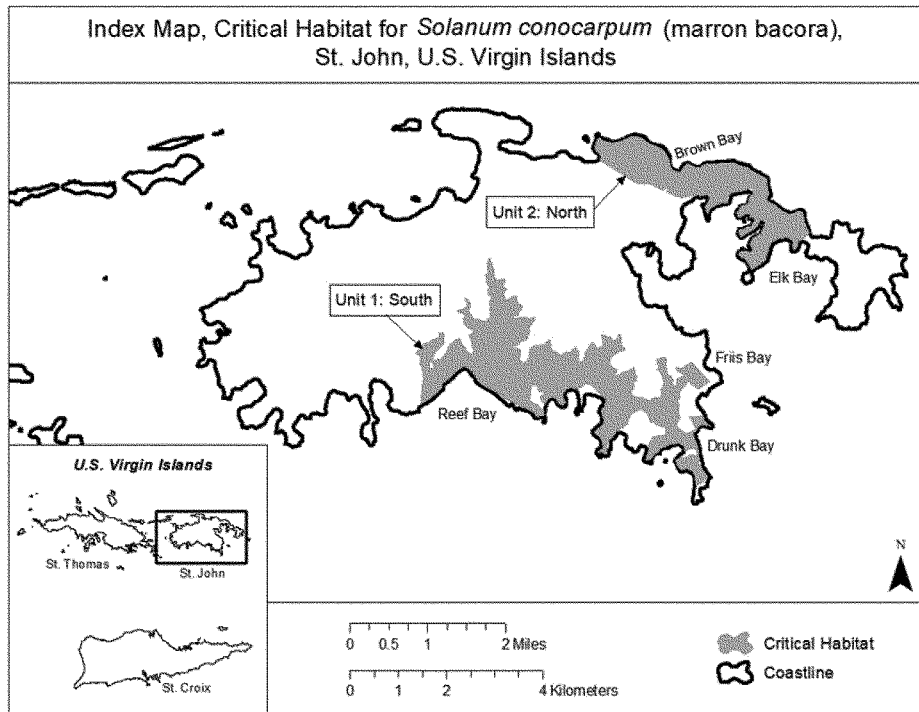 Index Map, Critical Habitat for Solanum conocarpum (marron bacora),
St. John, U.S. Virgin Islands
Brown Bay
Unit 2: North
Elk Bay
Unit 1: South
Friis Bay
Reef Bay
Drunk Bay
U.S. Virgin Islands
St. Thomas
St. John
St. Croix
N
0 0.5 1 2 Miles
0 1 2 4 Kilometers
Critical Habitat
Coastline